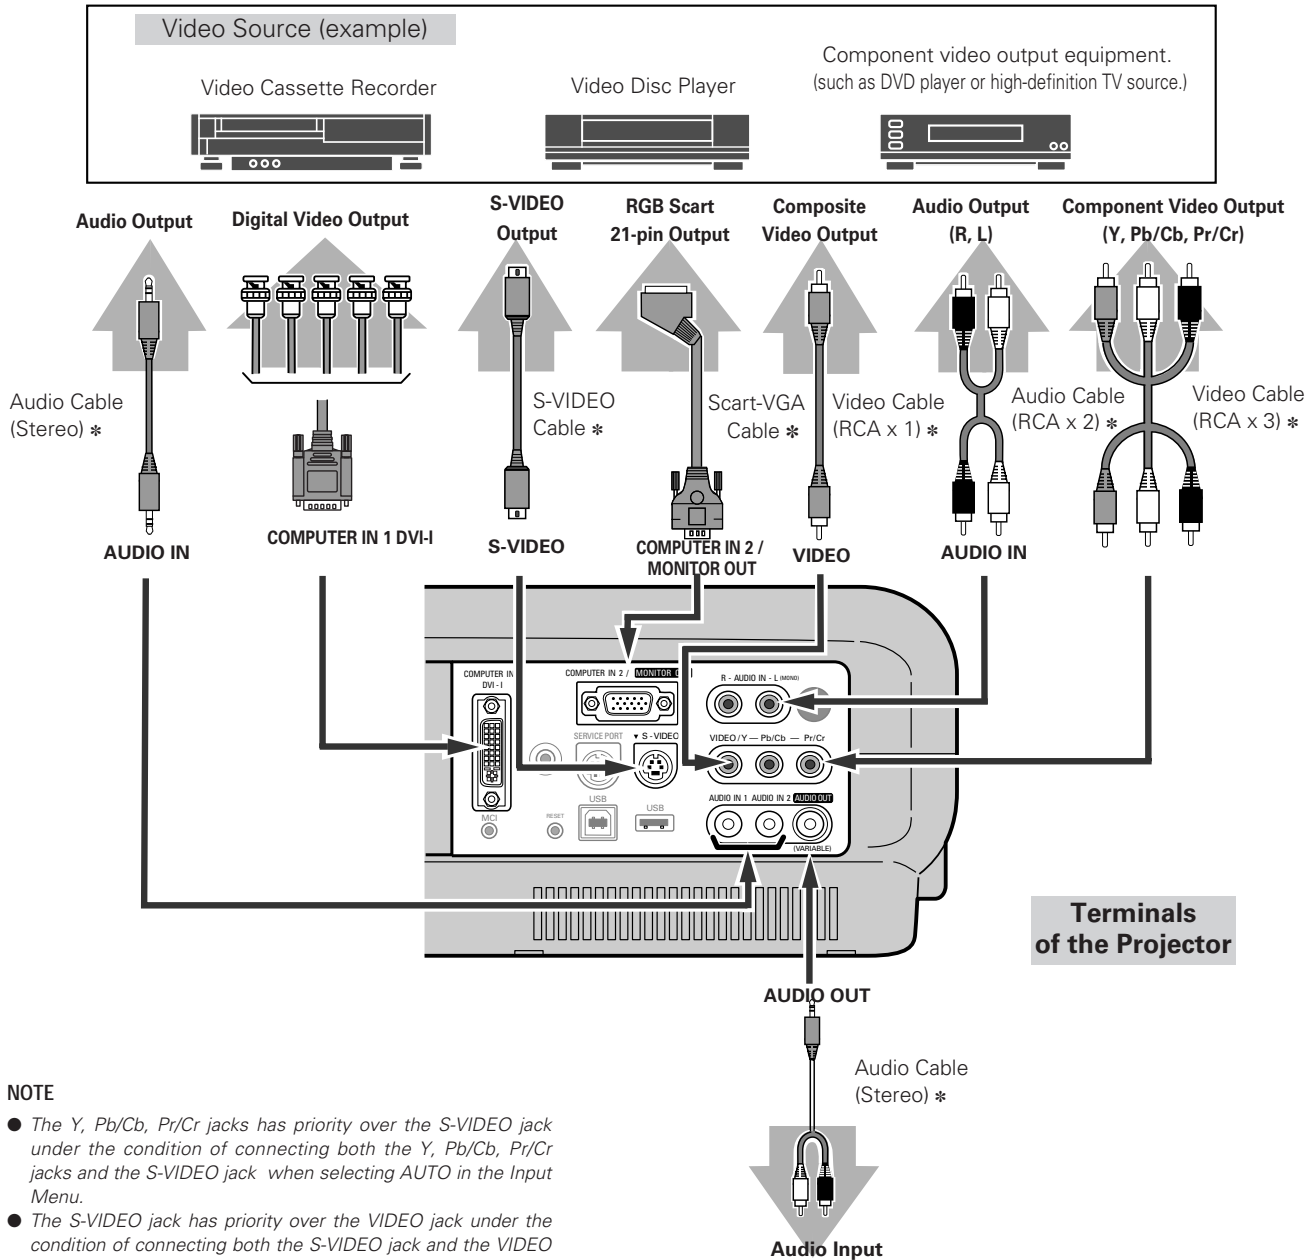 Video Source (example)
Video Cassette Recorder
Video Disc Player
Component video output equipment.
(such as DVD player or high-definition TV source.)
Audio Output
Digital Video Output
S-VIDEO
Output
RGB Scart
21-pin Output
Composite
Video Output
Audio Output
(R, L)
Component Video Output
(Y, Pb/Cb, Pr/Cr)
Audio Cable
(Stereo) ✻
S-VIDEO
Cable ✻
Scart-VGA
Cable ✻
Video Cable
(RCA x 1) ✻
Audio Cable
(RCA x 2) ✻
Video Cable
(RCA x 3) ✻
AUDIO IN
COMPUTER IN 1 DVI-I
S-VIDEO
COMPUTER IN 2 /
MONITOR OUT
VIDEO
AUDIO IN
COMPUTER IN
DVI - I
COMPUTER IN 2 / MONITOR
R - AUDIO IN - L (MONO)
SERVICE PORT
▼ S - VIDEO
VIDEO / Y — Pb/Cb — Pr/Cr
USB
USB
AUDIO IN 1 AUDIO IN 2 AUDIO OUT
MCI
RESET
(VARIABLE)
Terminals
of the Projector
AUDIO OUT
Audio Cable
(Stereo) ✻
Audio Input
NOTE
● The Y, Pb/Cb, Pr/Cr jacks has priority over the S-VIDEO jack
under the condition of connecting both the Y, Pb/Cb, Pr/Cr
jacks and the S-VIDEO jack when selecting AUTO in the Input
Menu.
● The S-VIDEO jack has priority over the VIDEO jack under the
condition of connecting both the S-VIDEO jack and the VIDEO